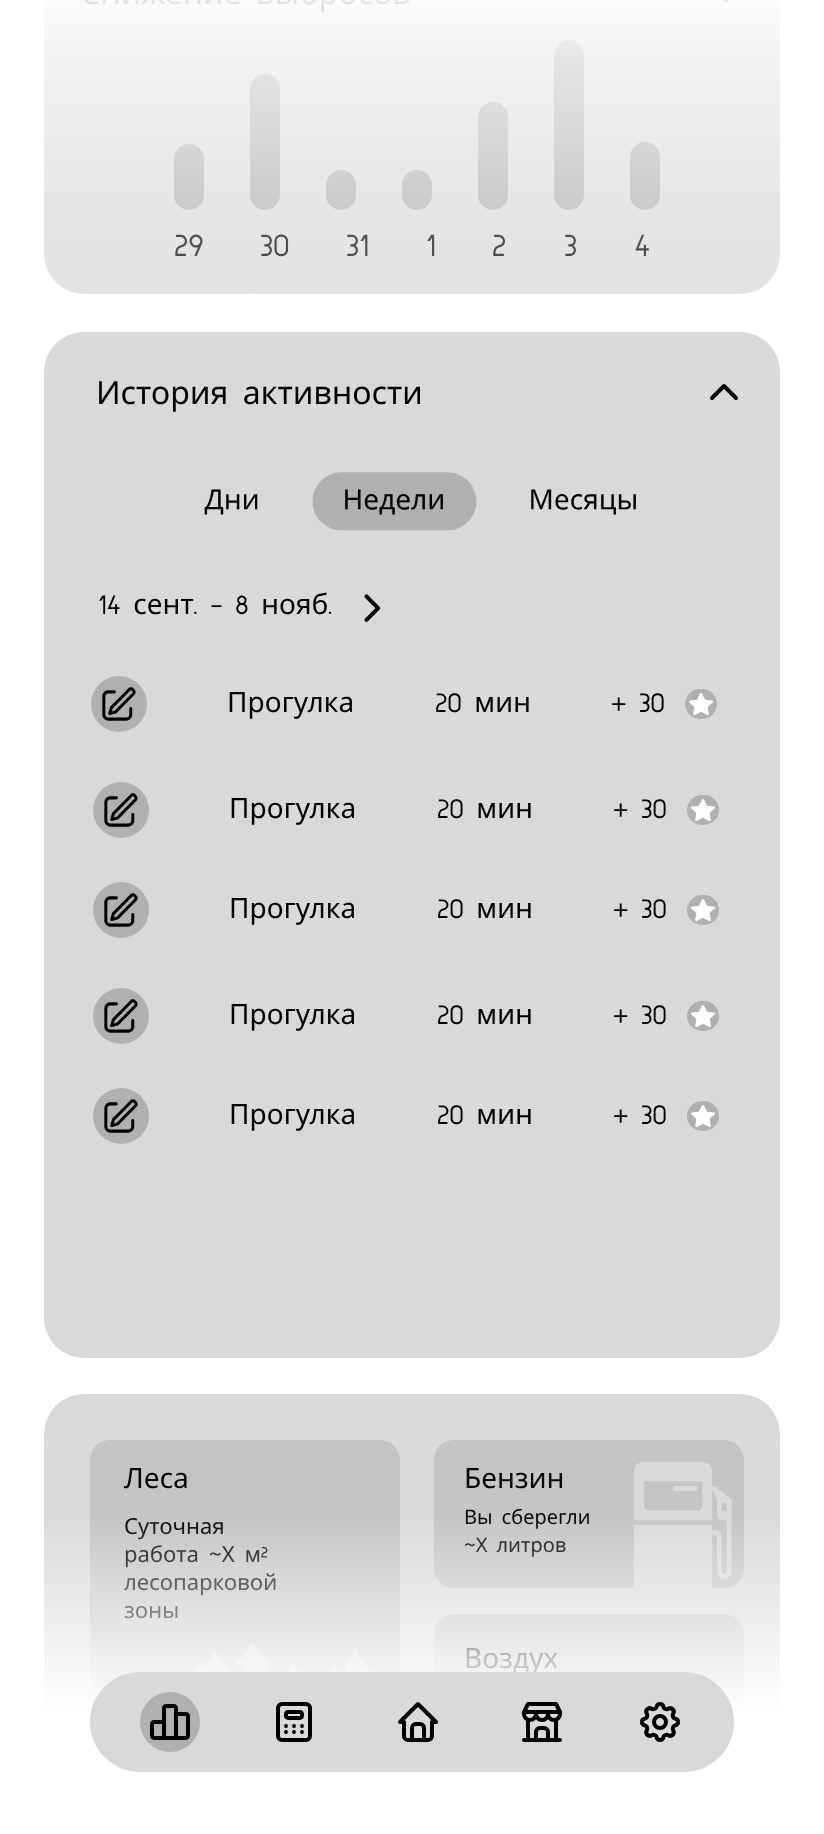 Снижение выбросов
29 30 31 1 2 3 4
История активности
Дни Недели Месяцы
14 сент. - 8 нояб.
Прогулка 20 мин + 30
Прогулка 20 мин + 30
Прогулка 20 мин + 30
Прогулка 20 мин + 30
Прогулка 20 мин + 30
Леса
Суточная
работа ~X м²
лесопарковой
зоны
Бензин
Вы сберегли
~X литров
Воздух